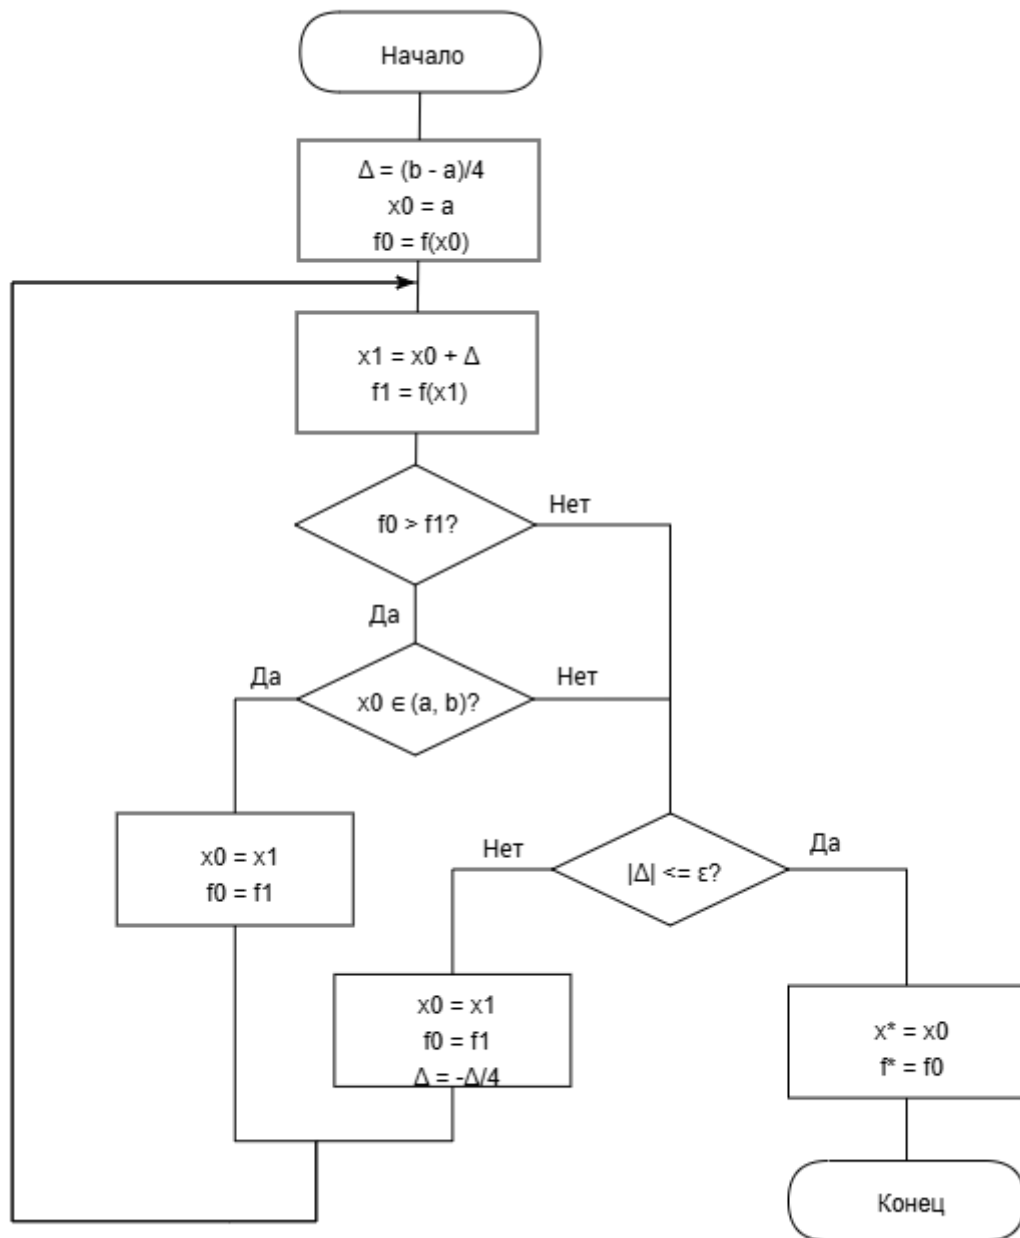 Начало
Δ = (b - a)/4
x0 = a
f0 = f(x0)
x1 = x0 + Δ
f1 = f(x1)
f0 > f1?
Нет
Да
x0 ∈ (a, b)?
Да
Нет
x0 = x1
f0 = f1
|Δ| <= ε?
Нет
Да
x0 = x1
f0 = f1
Δ = -Δ/4
x* = x0
f* = f0
Конец